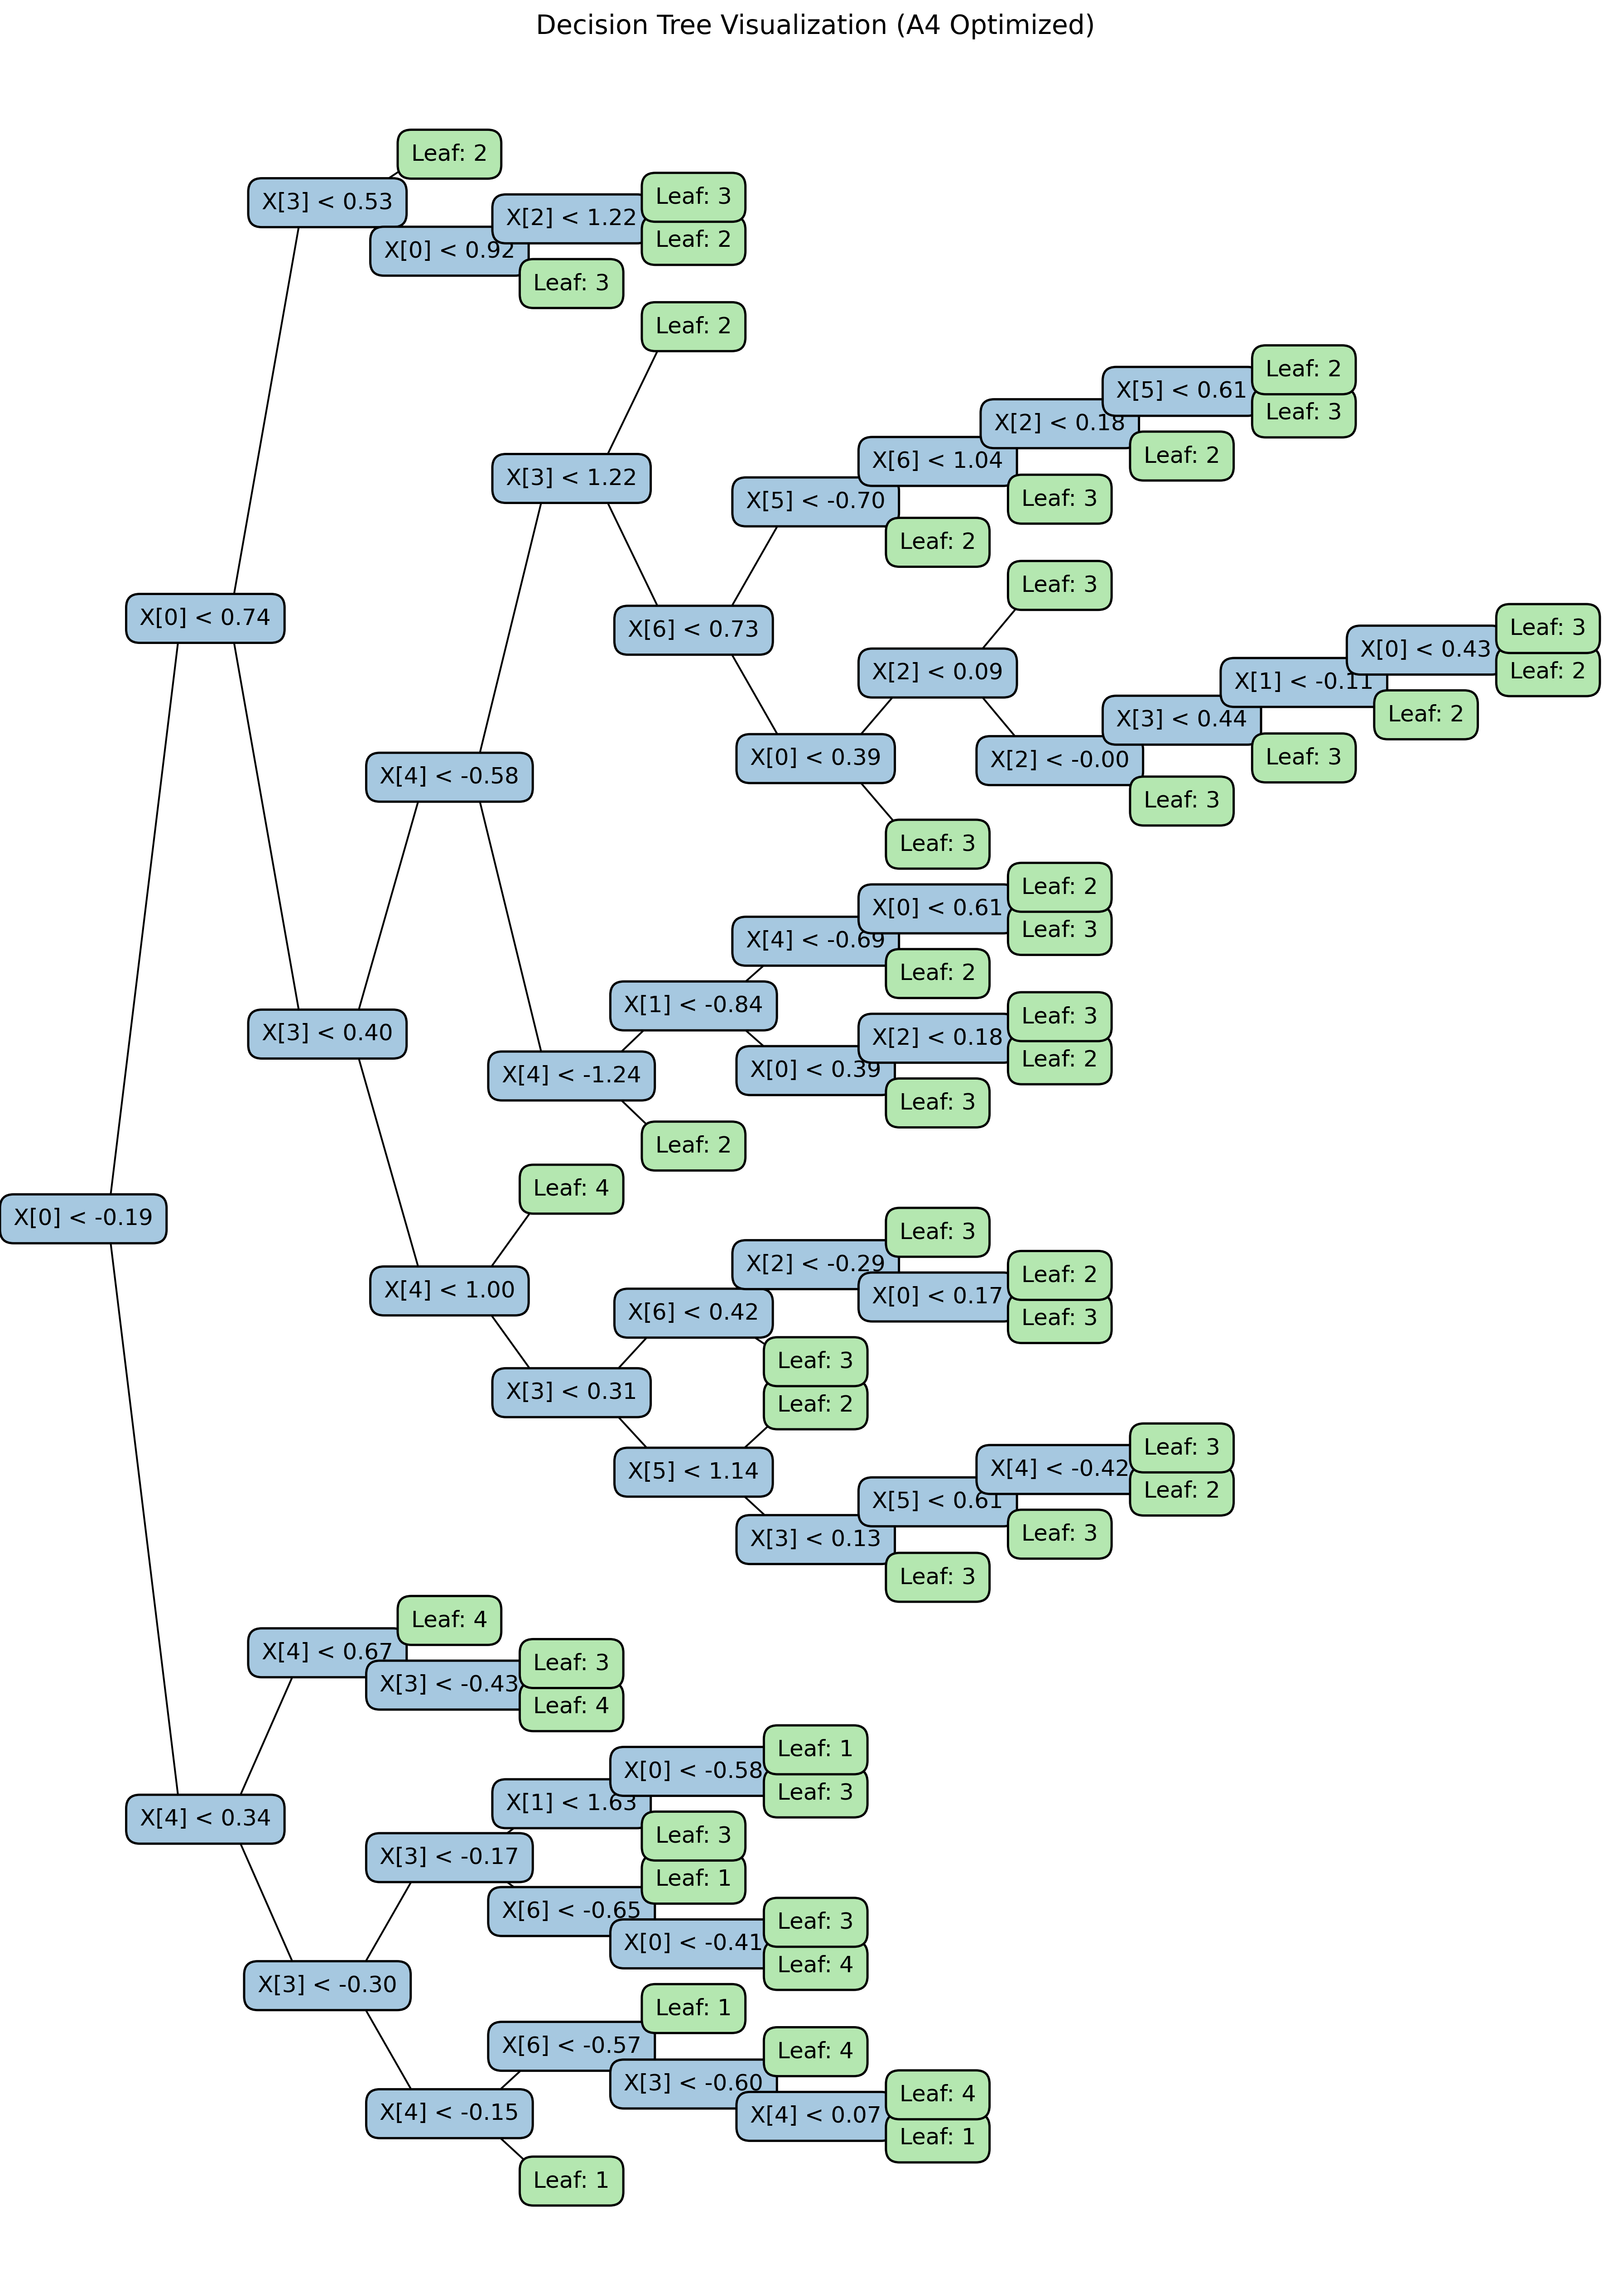 Decision Tree Visualization (A4 Optimized)
Leaf: 2
Leaf: 3
X[3] < 0.53
X[2] < 1.22
Leaf: 2
X[0] < 0.92
Leaf: 3
Leaf: 2
Leaf: 2
X[5] < 0.61
Leaf: 3
X[2] < 0.18
Leaf: 2
X[6] < 1.04
X[3] < 1.22
Leaf: 3
X[5] < -0.70
Leaf: 2
Leaf: 3
X[0] < 0.74
Leaf: 3
X[6] < 0.73
X[0] < 0.43
X[2] < 0.09
Leaf: 2
X[1] < -0.11
Leaf: 2
X[3] < 0.44
Leaf: 3
X[0] < 0.39
X[2] < -0.00
X[4] < -0.58
Leaf: 3
Leaf: 3
Leaf: 2
X[0] < 0.61
Leaf: 3
X[4] < -0.69
Leaf: 2
X[1] < -0.84
Leaf: 3
X[3] < 0.40
X[2] < 0.18
Leaf: 2
X[0] < 0.39
X[4] < -1.24
Leaf: 3
Leaf: 2
Leaf: 4
X[0] < -0.19
Leaf: 3
X[2] < -0.29
Leaf: 2
X[4] < 1.00
X[0] < 0.17
X[6] < 0.42
Leaf: 3
Leaf: 3
X[3] < 0.31
Leaf: 2
Leaf: 3
X[4] < -0.42
X[5] < 1.14
Leaf: 2
X[5] < 0.61
Leaf: 3
X[3] < 0.13
Leaf: 3
Leaf: 4
X[4] < 0.67
Leaf: 3
X[3] < -0.43
Leaf: 4
Leaf: 1
X[0] < -0.58
Leaf: 3
X[1] < 1.63
X[4] < 0.34
Leaf: 3
X[3] < -0.17
Leaf: 1
X[6] < -0.65
Leaf: 3
X[0] < -0.41
Leaf: 4
X[3] < -0.30
Leaf: 1
X[6] < -0.57
Leaf: 4
X[3] < -0.60
Leaf: 4
X[4] < -0.15
X[4] < 0.07
Leaf: 1
Leaf: 1